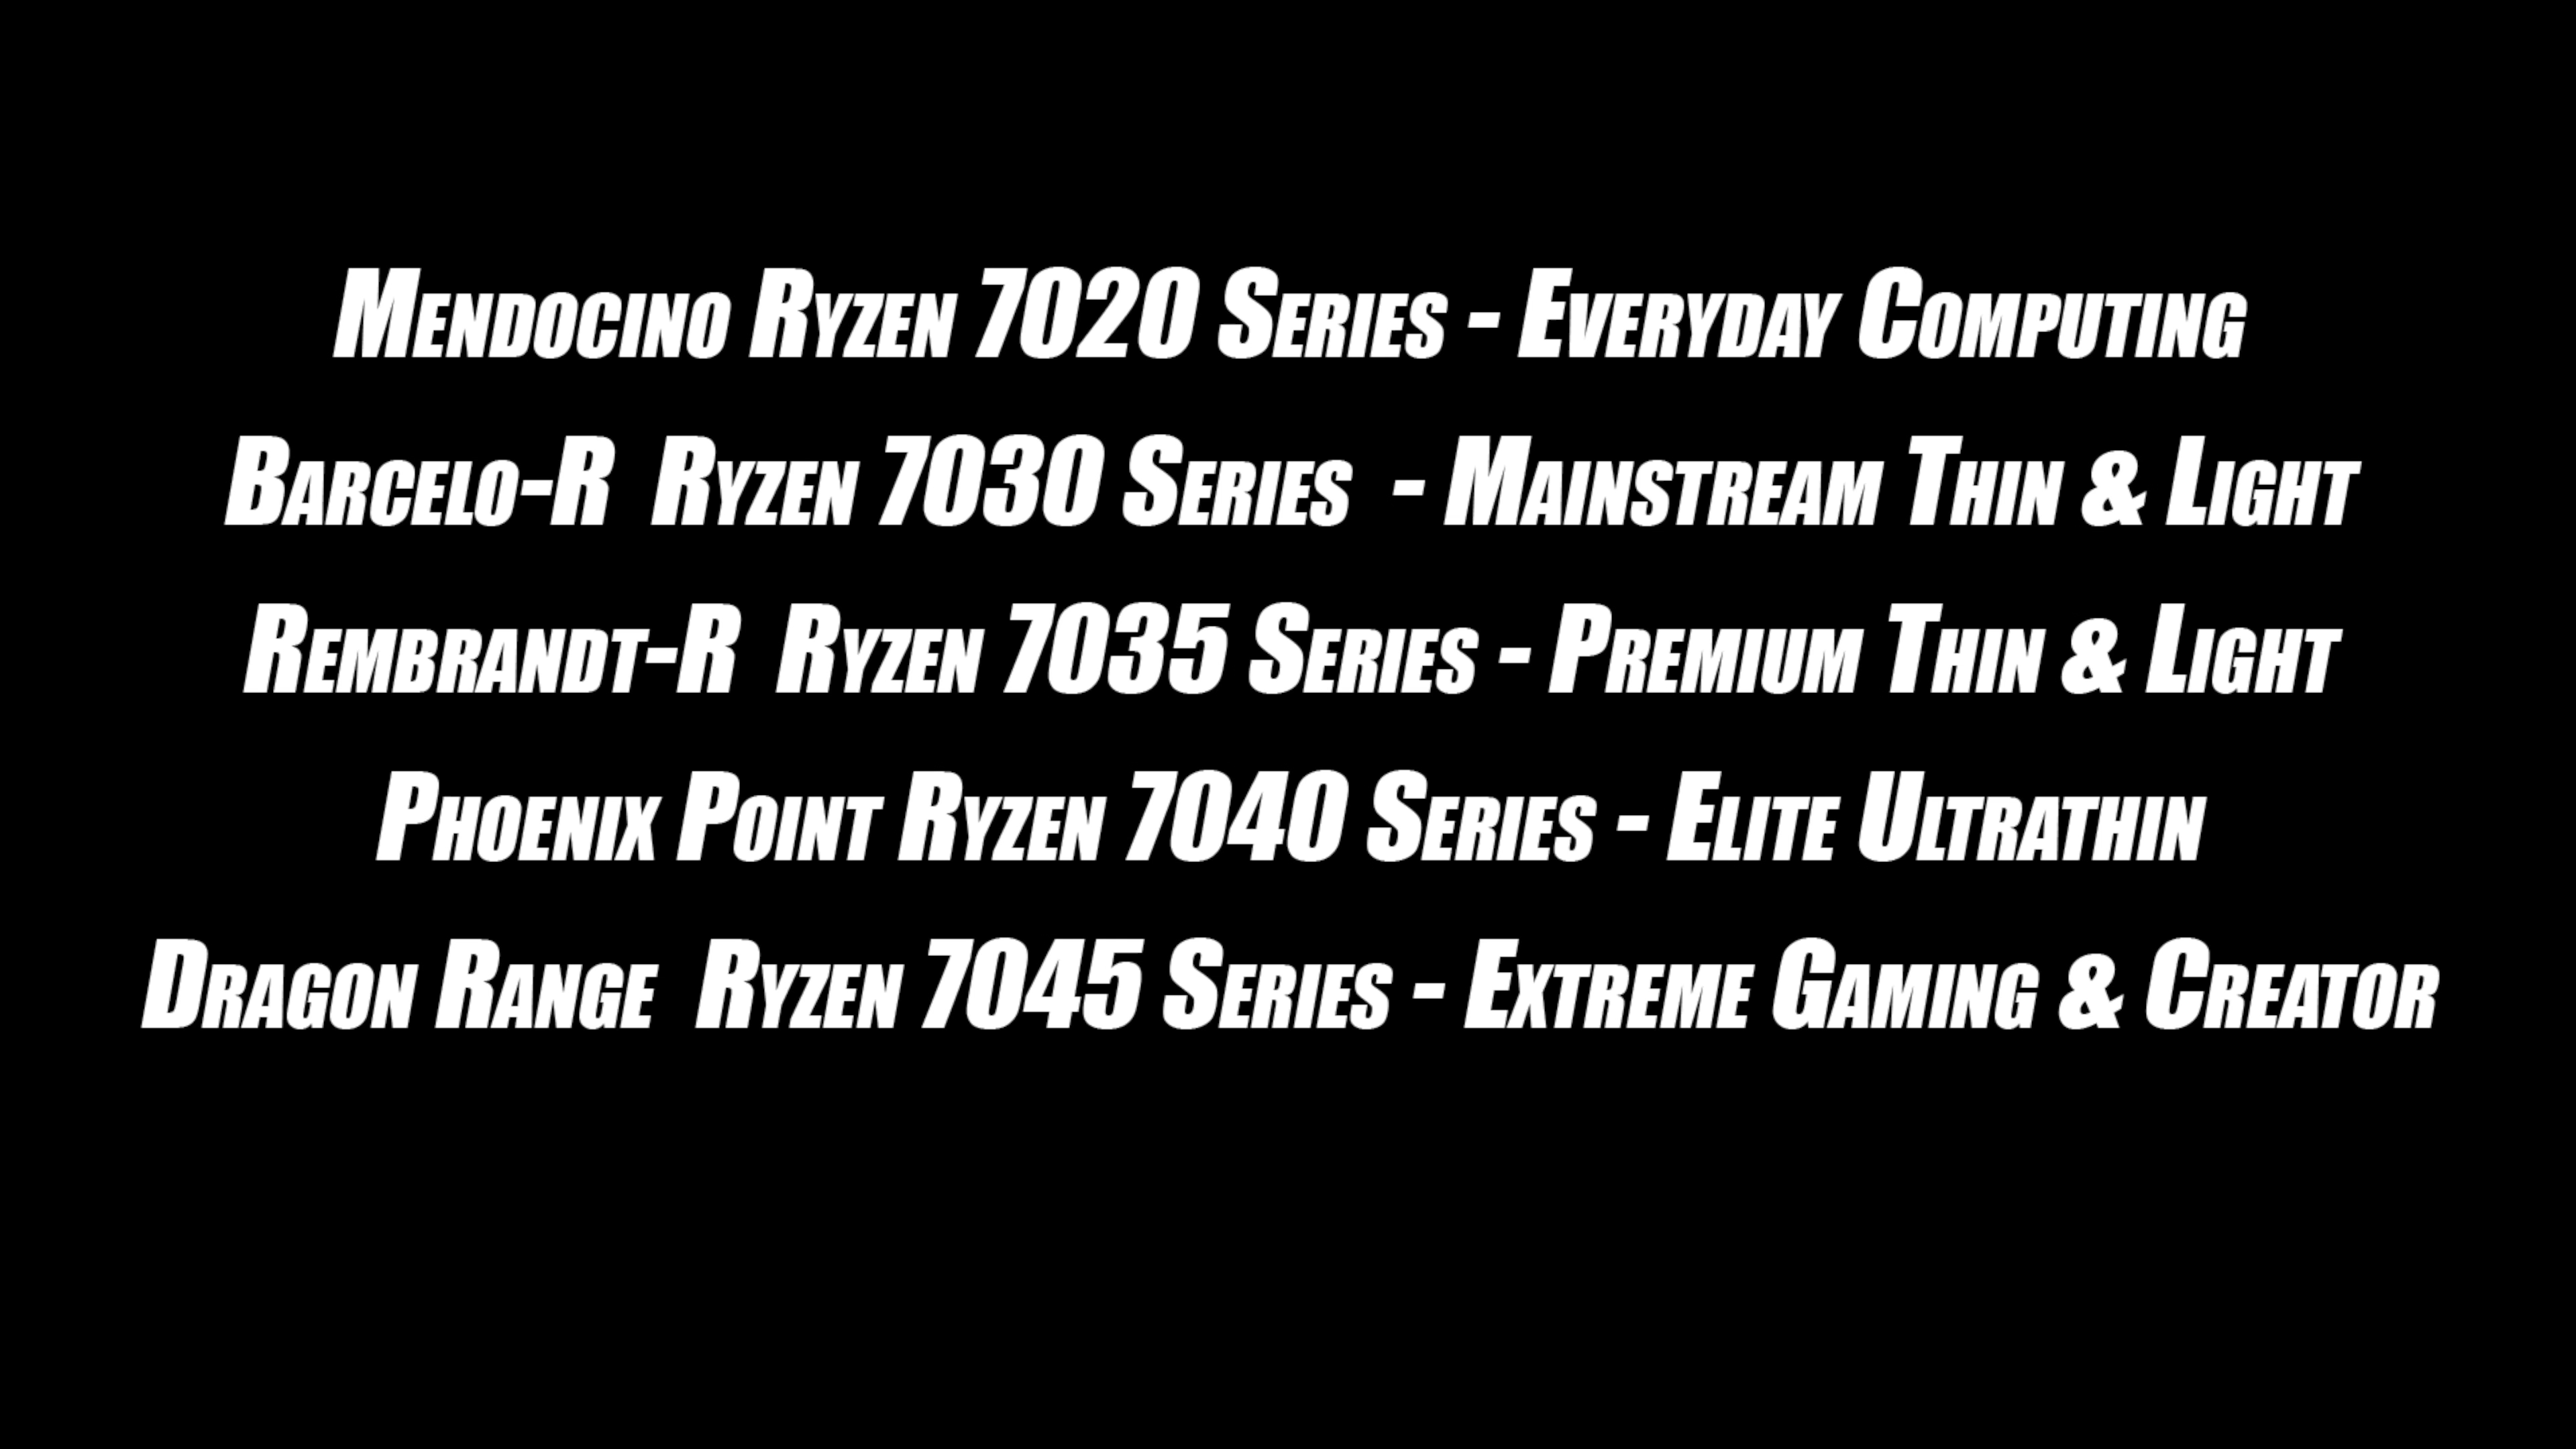 Mendocino Ryzen 7020 Series - Everyday Computing
Barcelo-R  Ryzen 7030 Series  - Mainstream Thin & Light
Rembrandt-R  Ryzen 7035 Series - Premium Thin & Light
Phoenix Point Ryzen 7040 Series - Elite Ultrathin
Dragon Range  Ryzen 7045 Series - Extreme Gaming & Creator